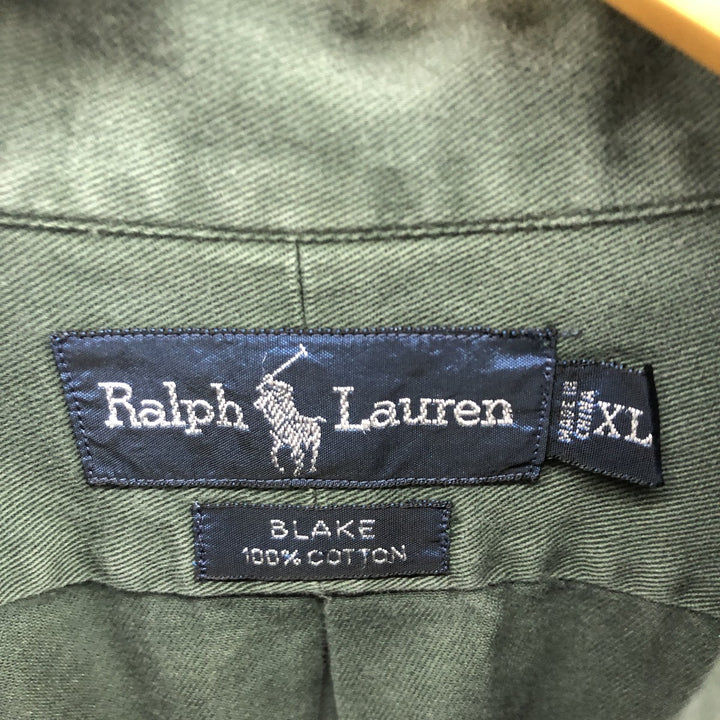 Ralph Lauren
XL
BLAKE
100% COTTON